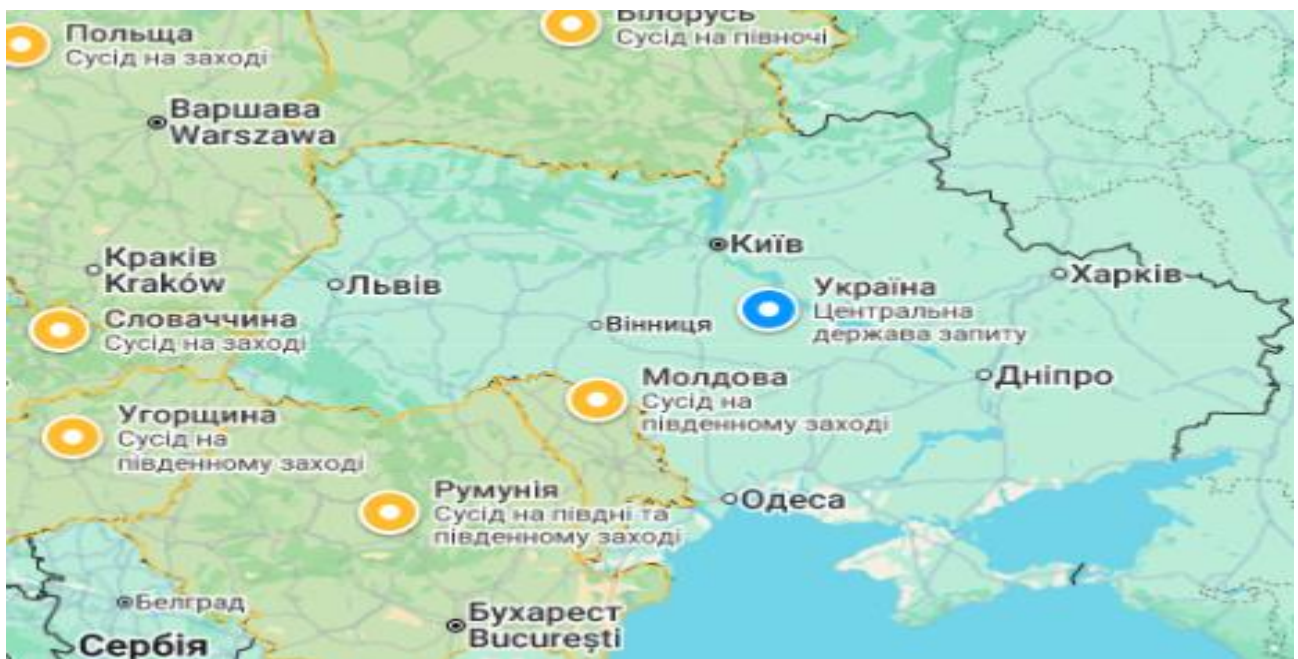 Білорусь
Сусід на півночі
Польща
Сусід на заході
Варшава
Warszawa
Київ
Краків
Kraków
Львів
Харків
Україна
Центральна
держава запиту
Словаччина
Сусід на заході
Вінниця
Молдова
Сусід на
південному заході
Дніпро
Угорщина
Сусід на
південному заході
Румунія
Сусід на півдні та
південному заході
Одеса
Белград
Бухарест
București
Сербія